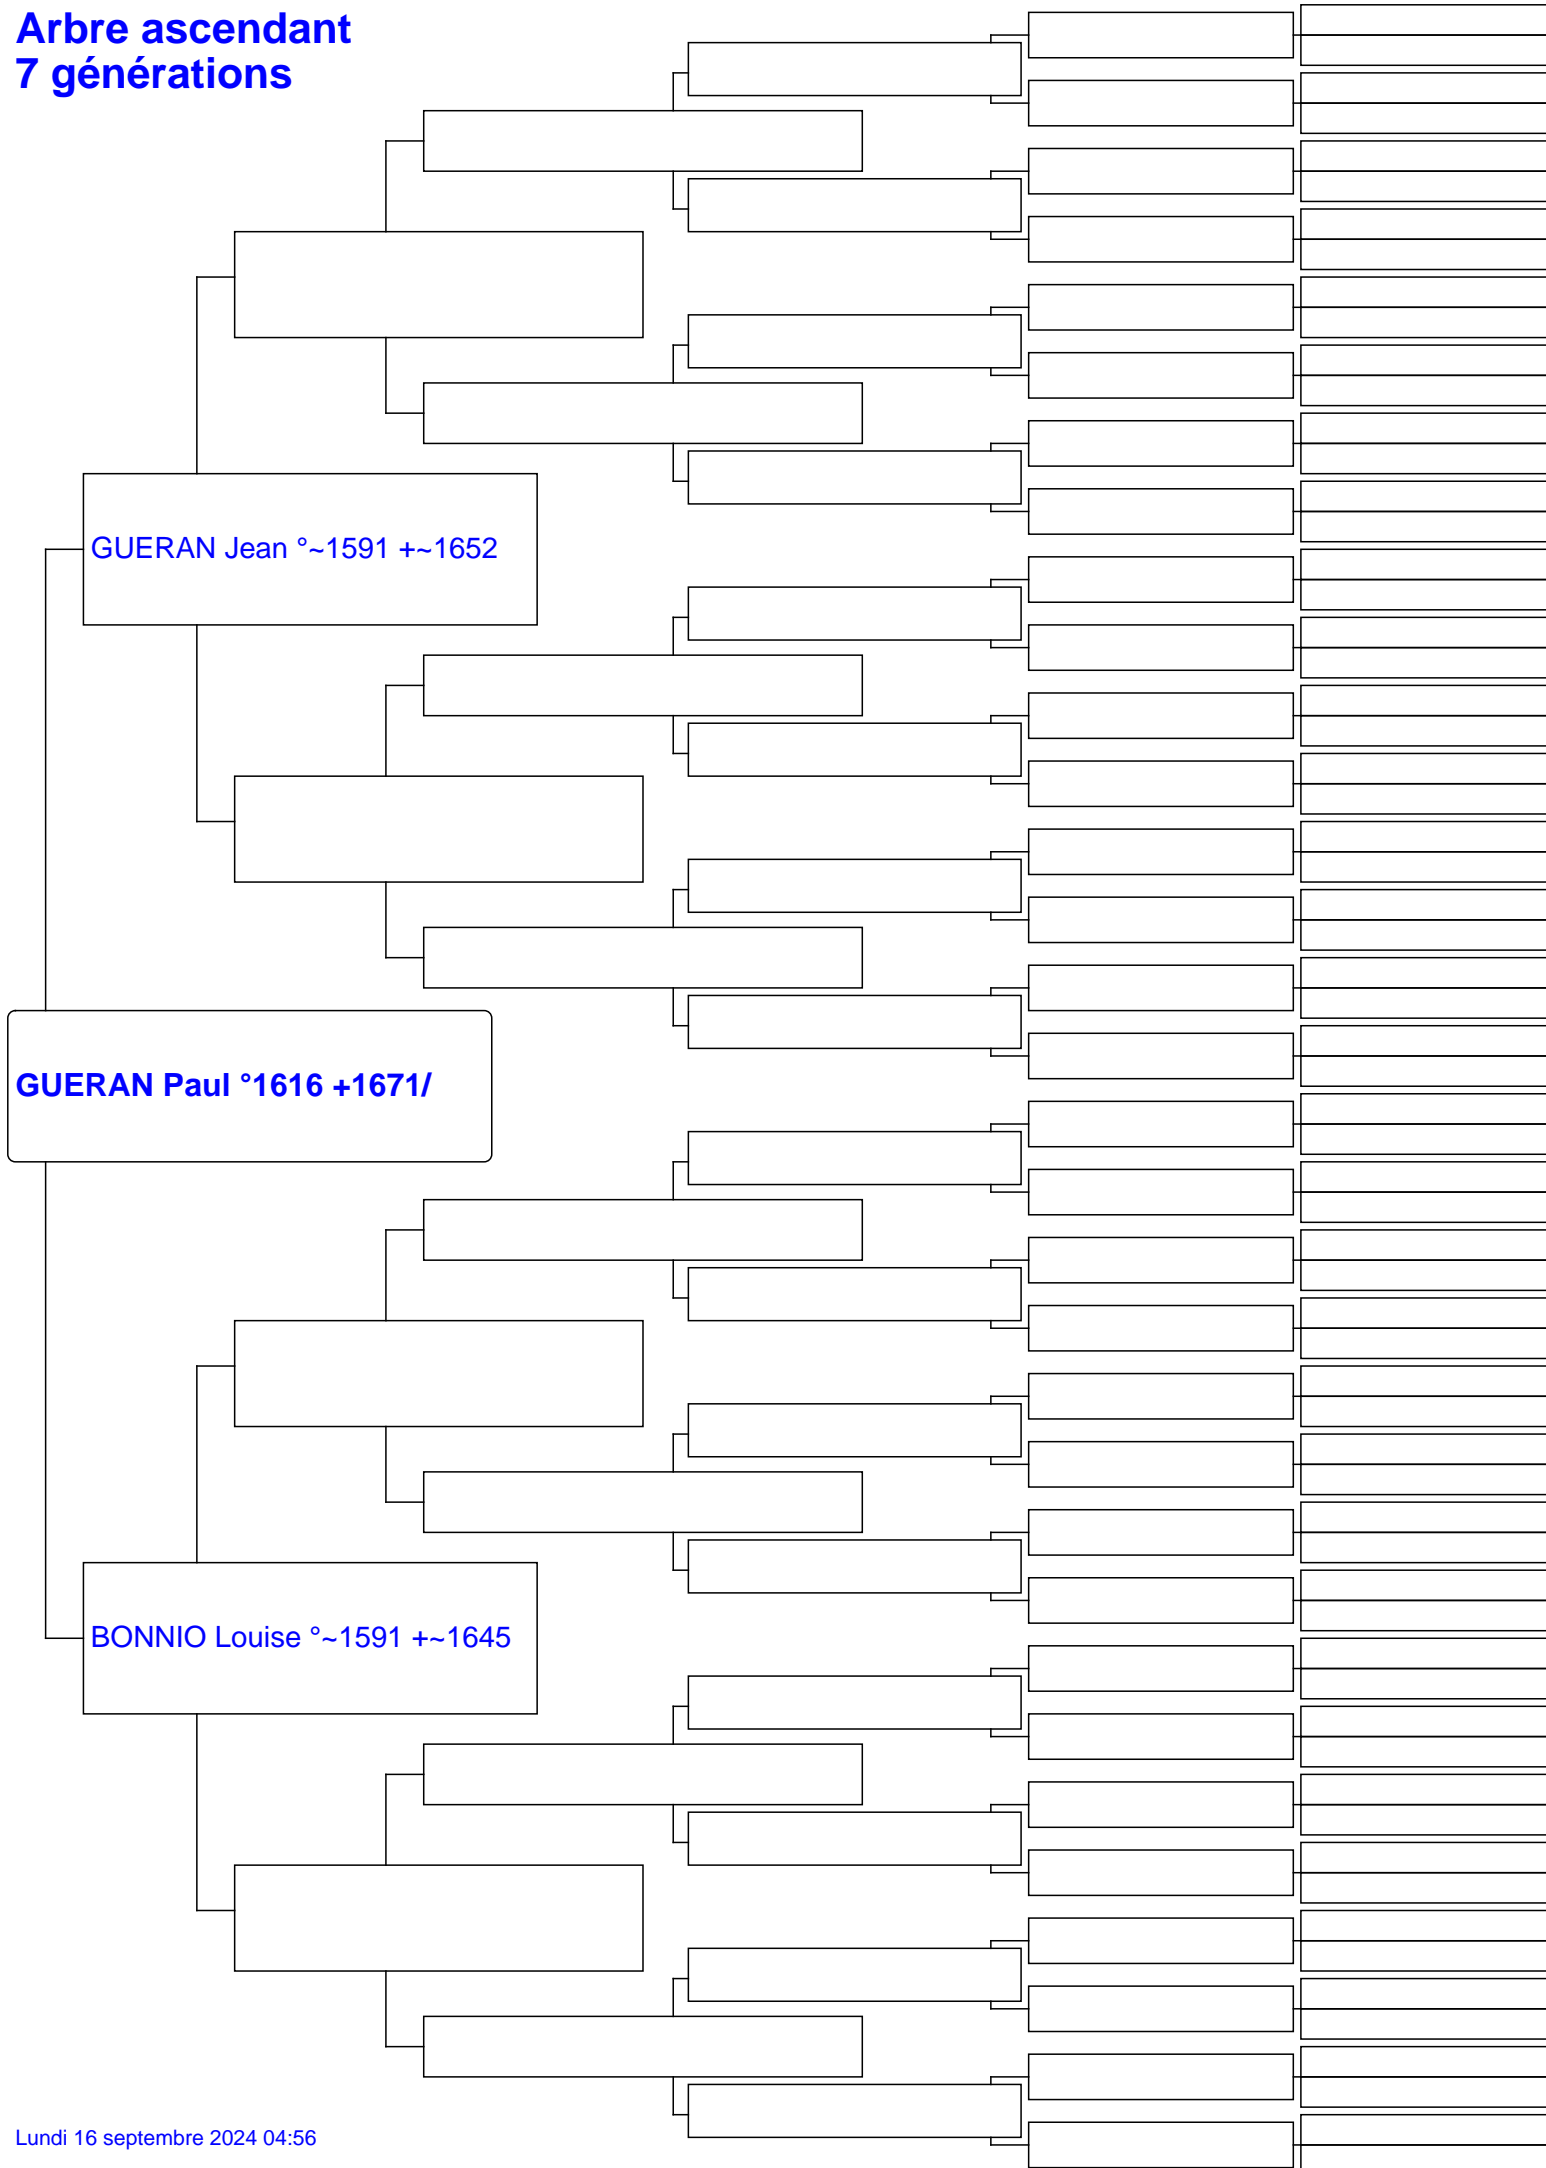 Arbre ascendant
7 générations
GUERAN Jean °~1591 +~1652
GUERAN Paul °1616 +1671/
BONNIO Louise °~1591 +~1645
Lundi 16 septembre 2024 04:56